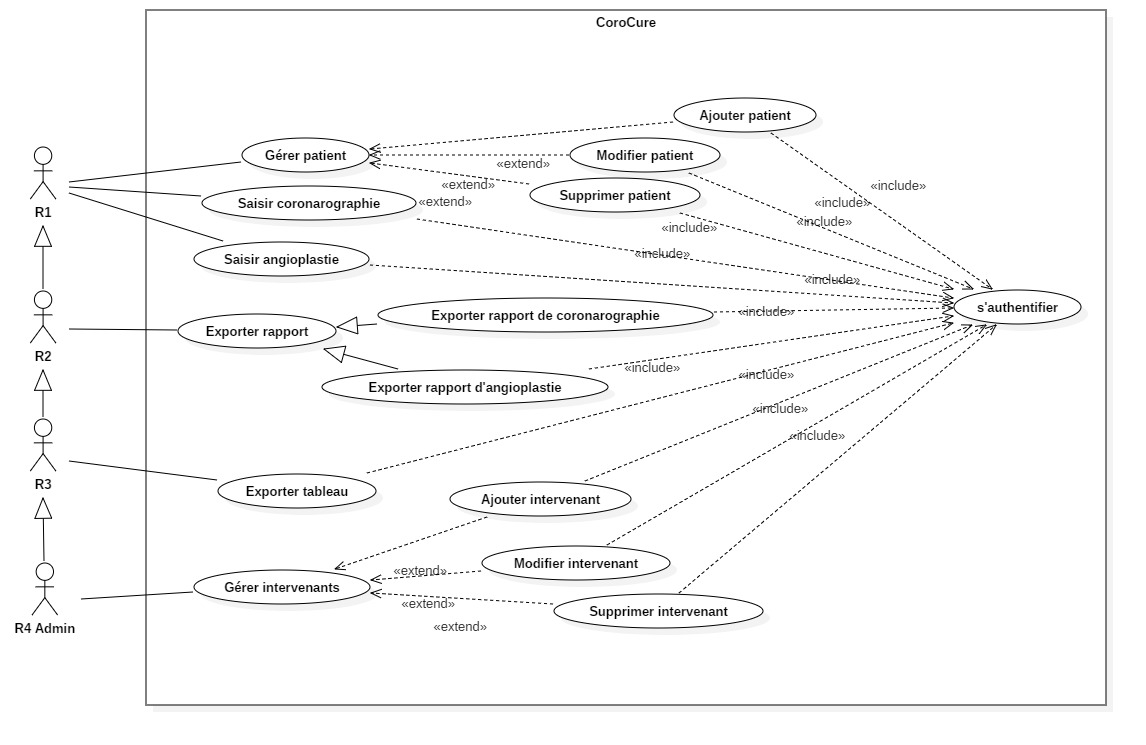 CoroCure
Ajouter patient
Gérer patient
Modifier patient
«extend»
«extend»
Supprimer patient
«include»
R1
Saisir coronarographie
«extend»
«include»
«include»
«include»
Saisir angioplastie
«include»
«include»
s'authentifier
R2
Exporter rapport
Exporter rapport de coronarographie
«include»
Exporter rapport d'angioplastie
«include»
«include»
«include»
«include»
R3
Exporter tableau
Ajouter intervenant
Modifier intervenant
«extend»
Gérer intervenants
«extend»
Supprimer intervenant
R4 Admin
«extend»